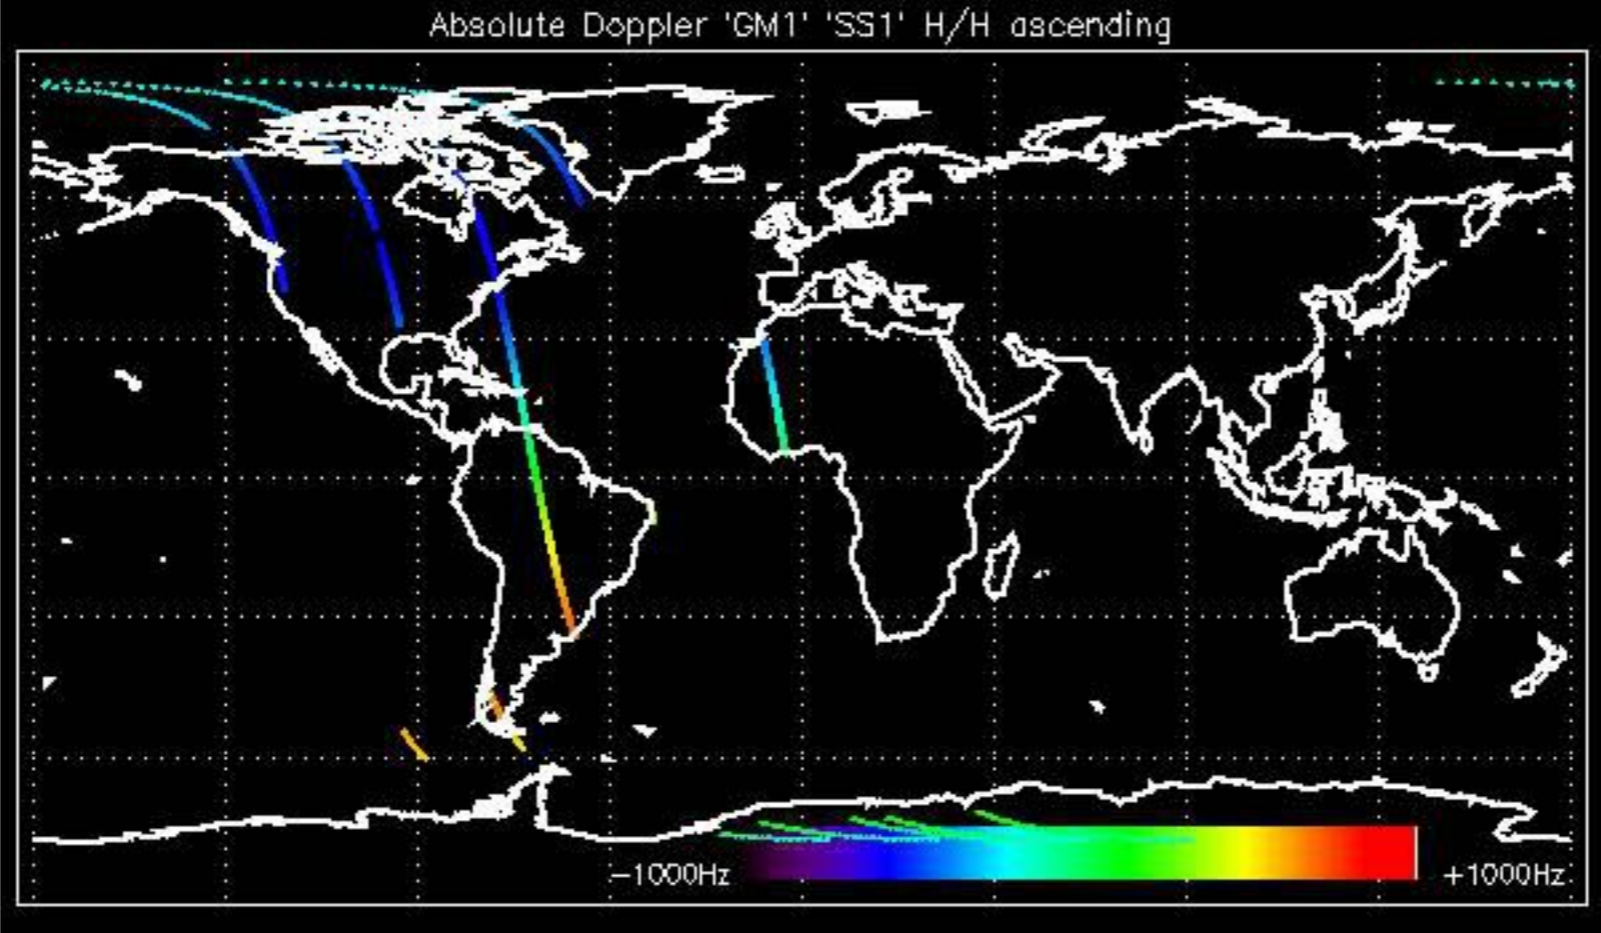 Absolute Doppler 'GM1' 'SS1' H/H ascending
−1000Hz +1000Hz